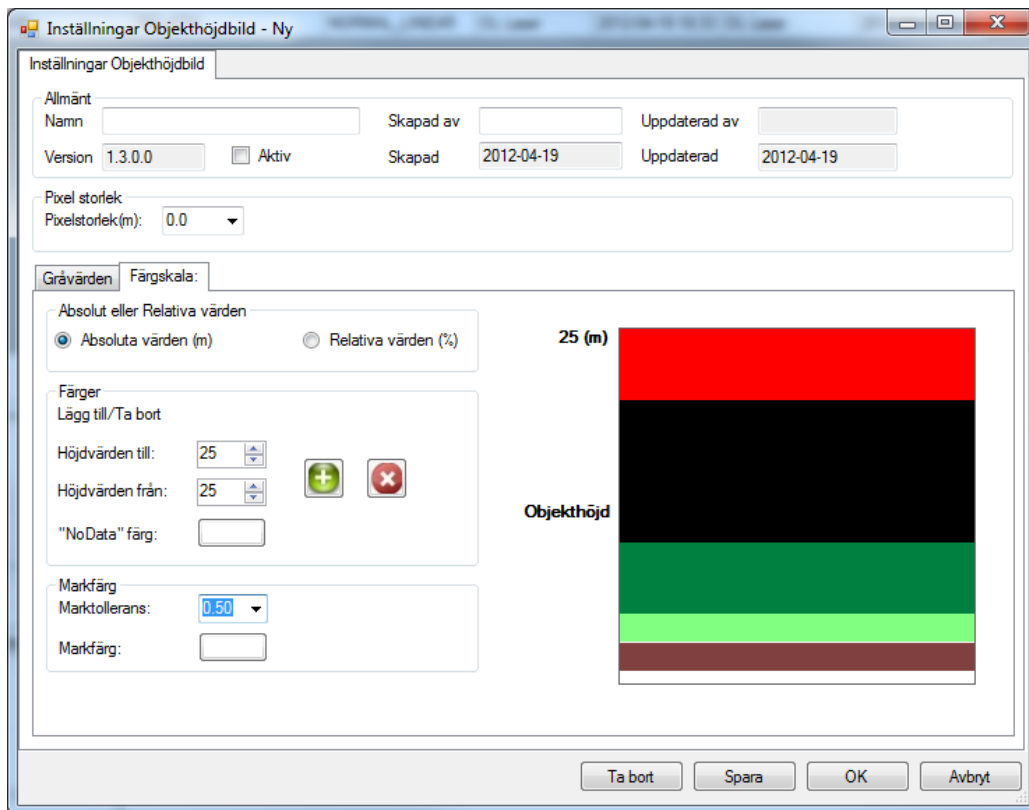 Inställningar Objekthöjdbild - Ny
Inställningar Objekthöjdbild
Allmänt
Namn Skapad av Uppdaterad av
Version 1.3.0.0 Aktiv Skapad 2012-04-19 Uppdaterad 2012-04-19
Pixel storlek
Pixelstorlek(m): 0.0
Gråvärden Färgskala:
Absolut eller Relativa värden
Absoluta värden (m) Relativa värden (%)
25 (m)
Färger
Lägg till/Ta bort
Höjdvärden till: 25
Höjdvärden från: 25
Objekthöjd
"NoData" färg:
Markfärg
Marktollerans: 0.50
Markfärg:
Ta bort Spara OK Avbryt